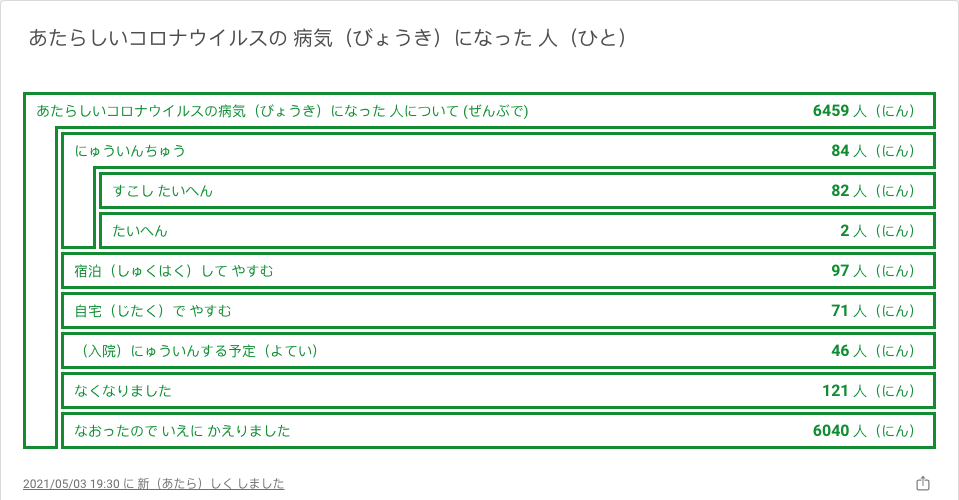 あたらしいコロナウイルスの 病気（びょうき）になった 人（ひと）
あたらしいコロナウイルスの病気（びょうき）になった 人について (ぜんぶで) 6459 人（にん）
にゅういんちゅう 84 人（にん）
すこし たいへん 82 人（にん）
たいへん 2 人（にん）
宿泊（しゅくはく）して やすむ 97 人（にん）
自宅（じたく）で やすむ 71 人（にん）
（入院）にゅういんする予定（よてい） 46 人（にん）
なくなりました 121 人（にん）
なおったので いえに かえりました 6040 人（にん）
2021/05/03 19:30 に 新（あたら）しく しました